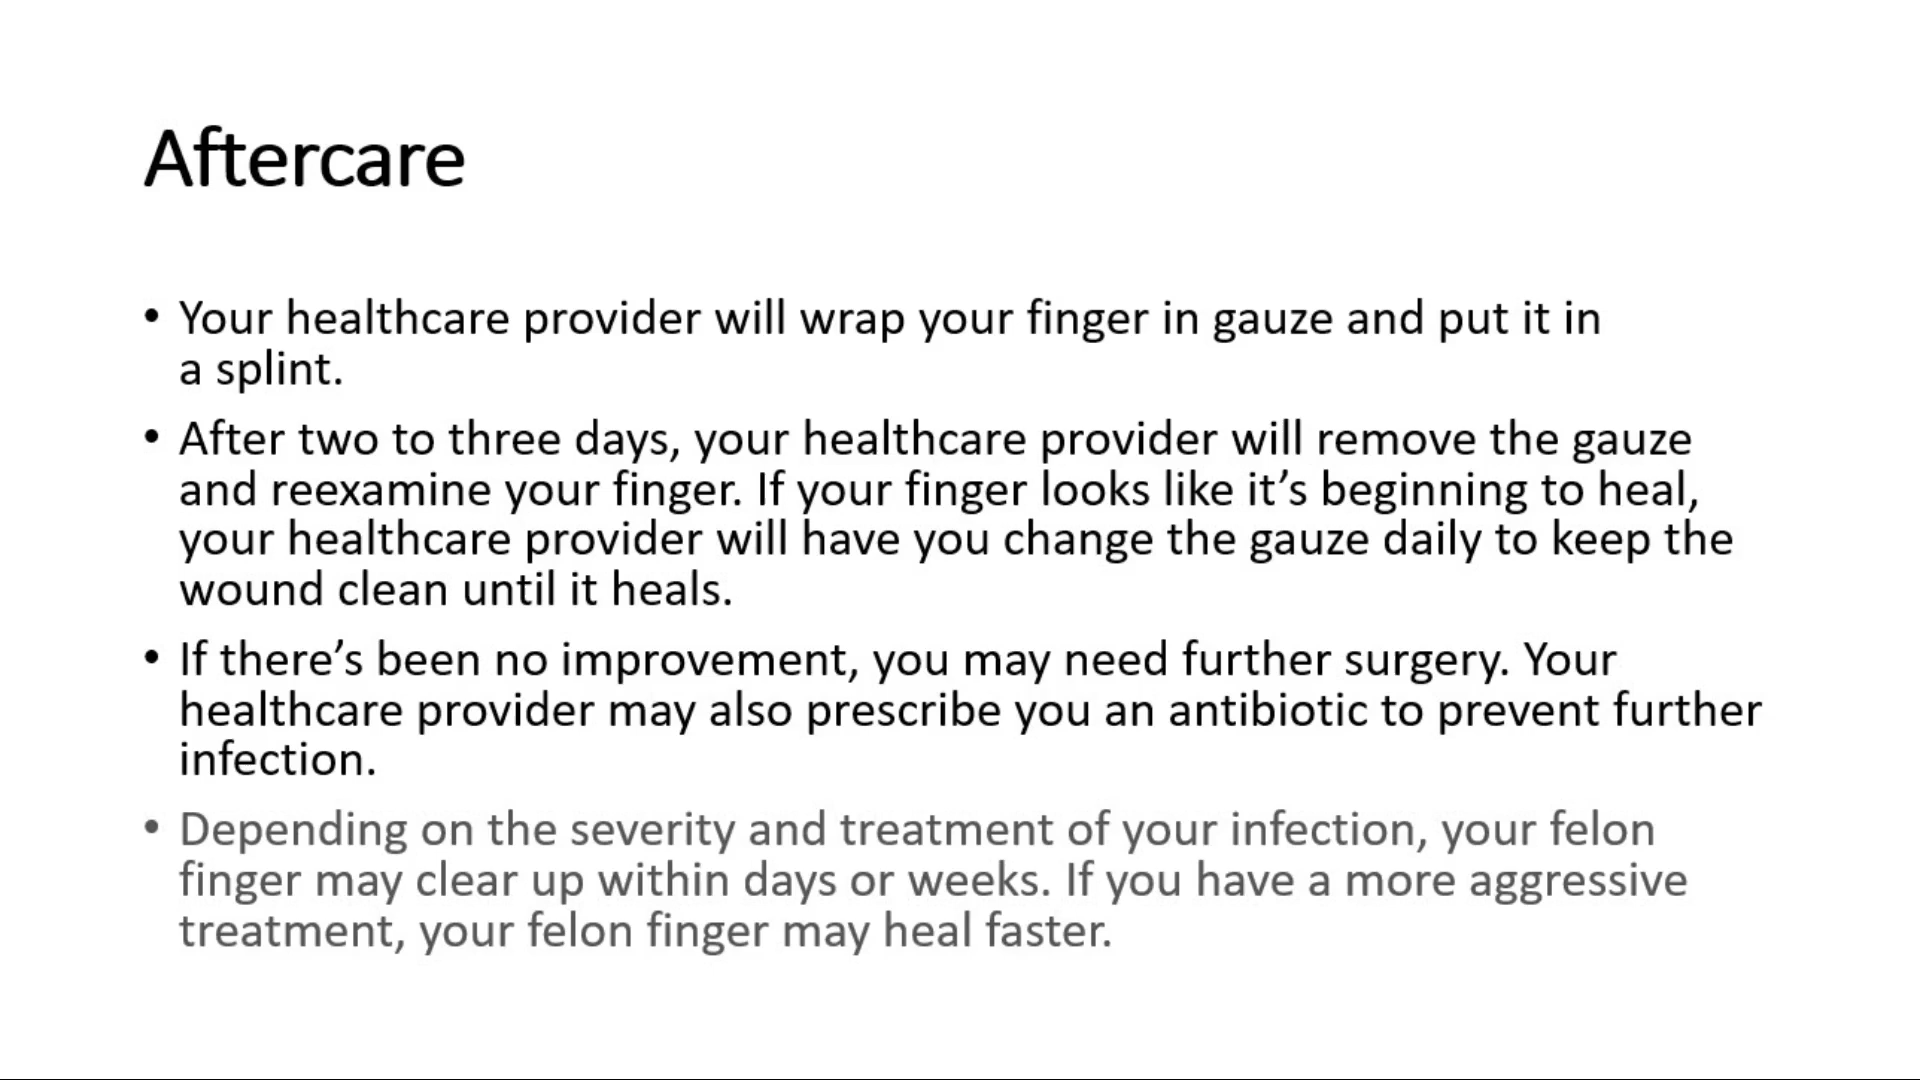 Aftercare
• Your healthcare provider will wrap your finger in gauze and put it in
a splint.
• After two to three days, your healthcare provider will remove the gauze
and reexamine your finger. If your finger looks like it’s beginning to heal,
your healthcare provider will have you change the gauze daily to keep the
wound clean until it heals.
• If there’s been no improvement, you may need further surgery. Your
healthcare provider may also prescribe you an antibiotic to prevent further
infection.
• Depending on the severity and treatment of your infection, your felon
finger may clear up within days or weeks. If you have a more aggressive
treatment, your felon finger may heal faster.